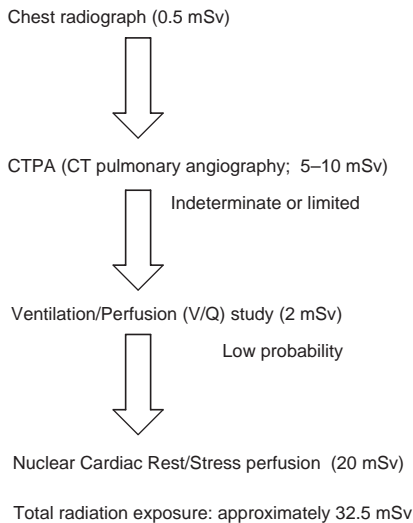 Chest radiograph (0.5 mSv)
CTPA (CT pulmonary angiography; 5–10 mSv)
Indeterminate or limited
Ventilation/Perfusion (V/Q) study (2 mSv)
Low probability
Nuclear Cardiac Rest/Stress perfusion (20 mSv)
Total radiation exposure: approximately 32.5 mSv